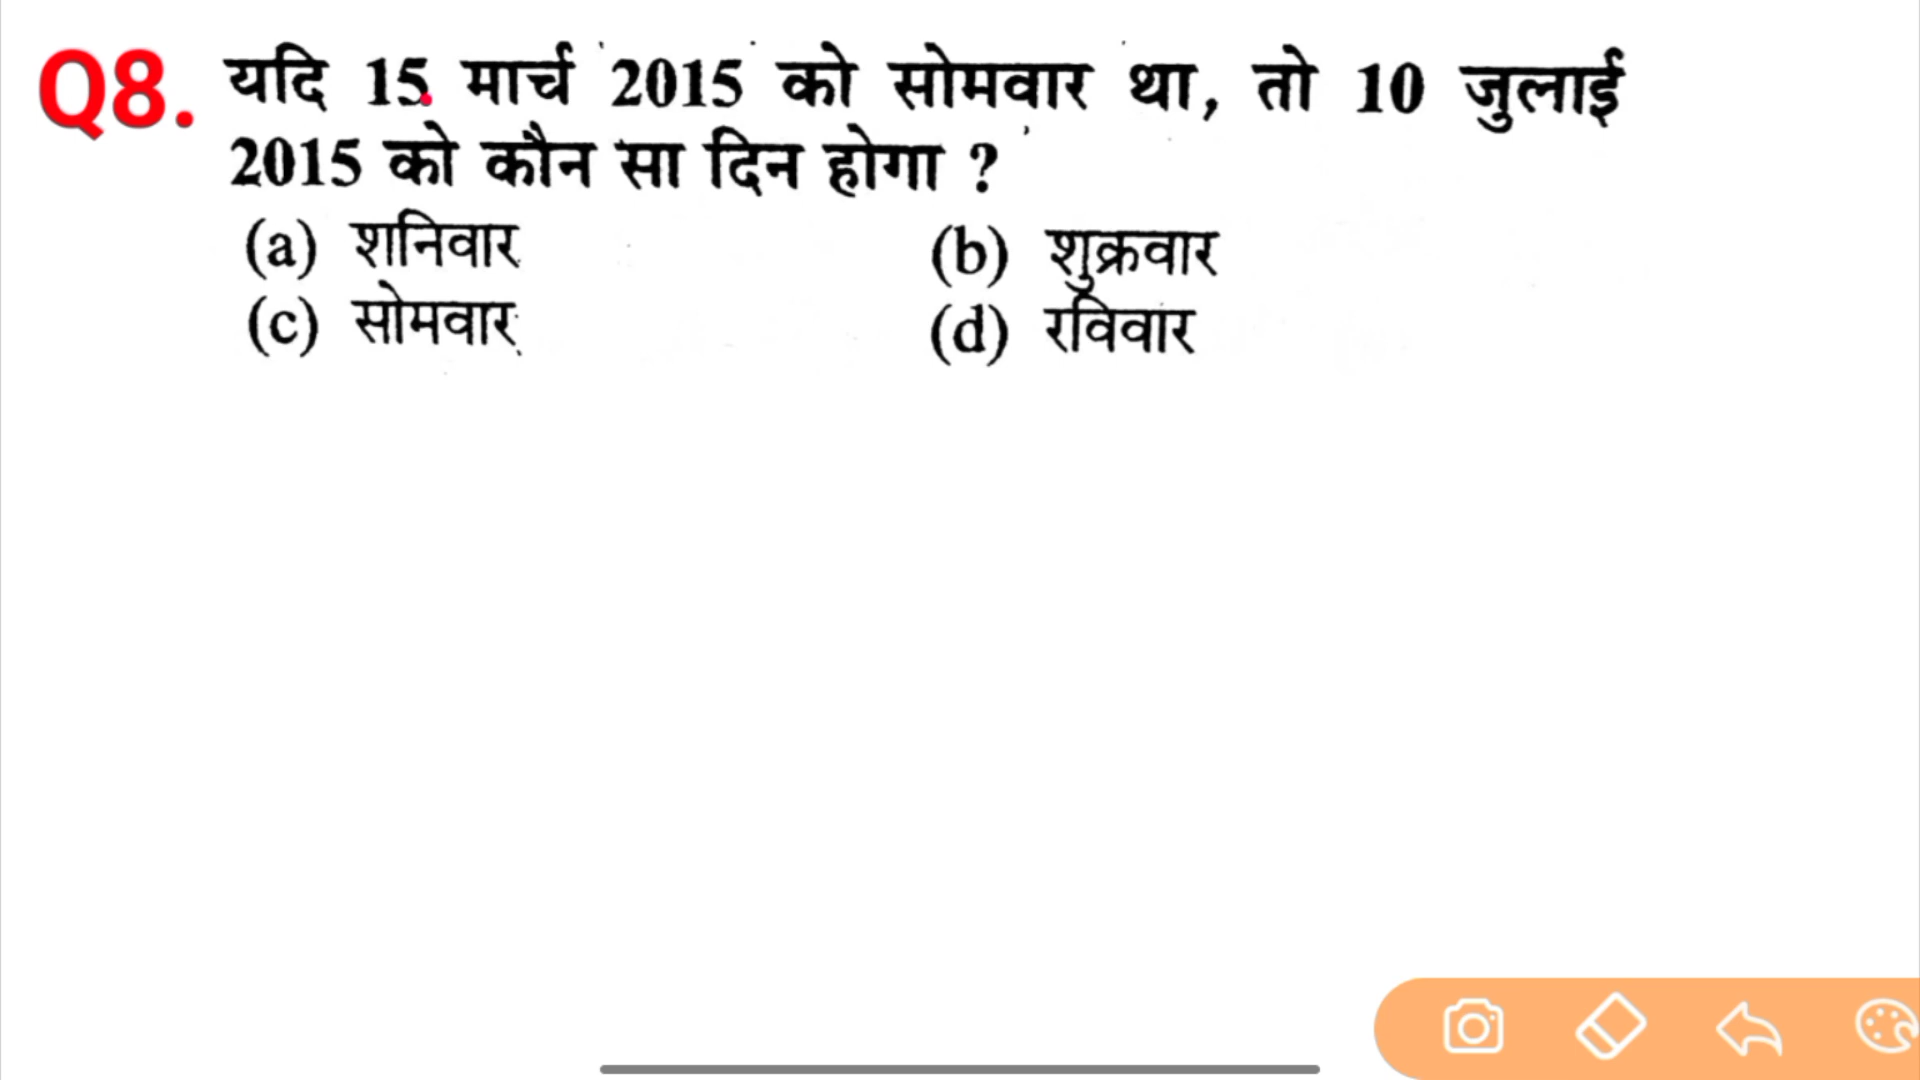 Q8. यदि 15 मार्च 2015 को सोमवार था, तो 10 जुलाई
2015 को कौन सा दिन होगा ?
(a) शनिवार (b) शुक्रवार
(c) सोमवार (d) रविवार